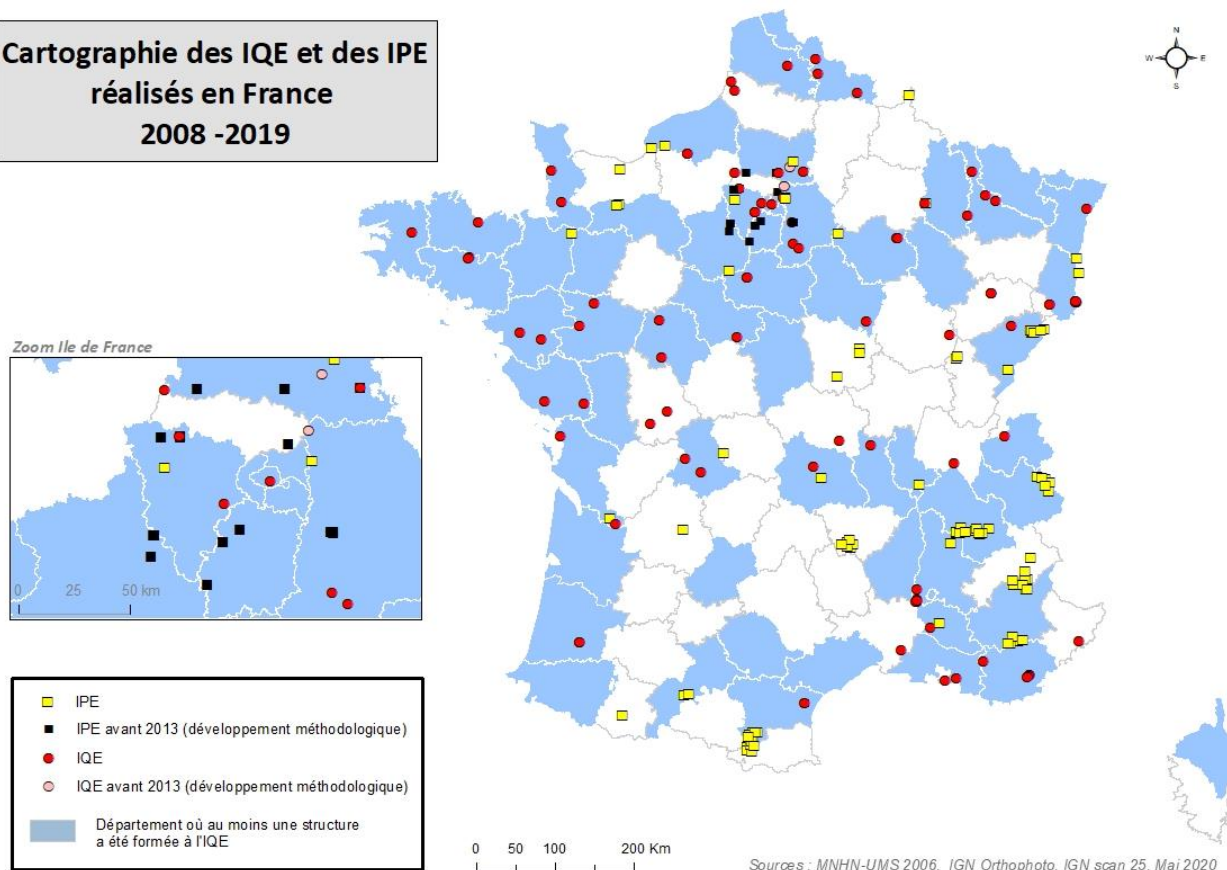 Cartographie des IQE et des IPE
réalisés en France
2008 -2019
N
W
E
S
Zoom Ile de France
0 25 50 km
IPE
IPE avant 2013 (développement méthodologique)
IQE
IQE avant 2013 (développement méthodologique)
Département où au moins une structure
a été formée à l'IQE
0 50 100 200 Km
Sources : MNHN-UMS 2006, IGN Orthophoto, IGN scan 25, Mai 2020